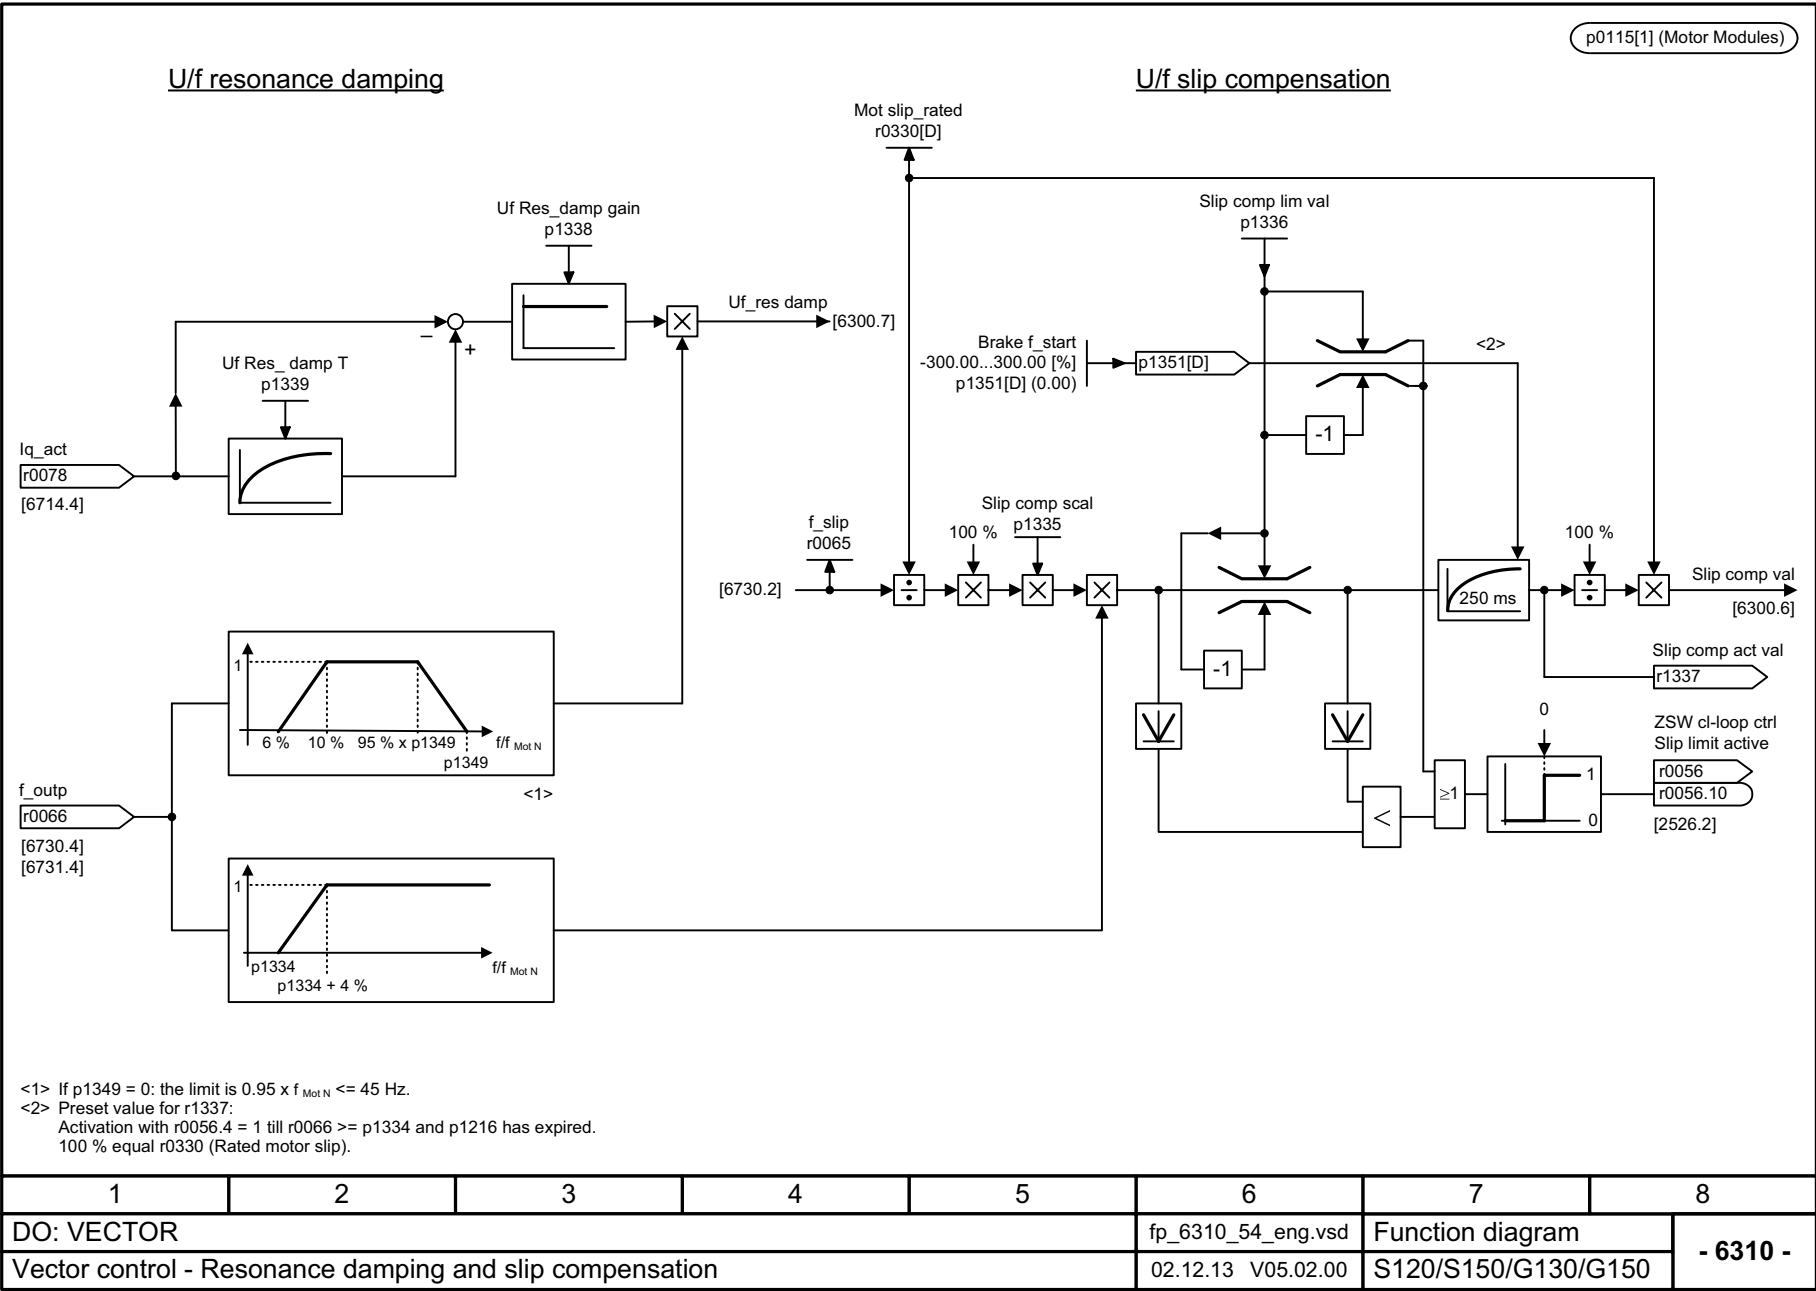 p0115[1] (Motor Modules)
U/f resonance damping
U/f slip compensation
Mot slip_rated
r0330[D]
Uf Res_damp gain
p1338
Slip comp lim val
p1336
Uf_res damp
[6300.7]
–
+
Uf Res_ damp T
p1339
Brake f_start
-300.00...300.00 [%]
p1351[D] (0.00)
p1351[D]
<2>
-1
Iq_act
r0078
[6714.4]
f_slip
r0065
[6730.2]
÷
100 %
×
Slip comp scal
p1335
×
×
-1
250 ms
100 %
÷
×
Slip comp val
[6300.6]
Slip comp act val
r1337
1
6 %
10 %
95 % x p1349
f/f Mot N
p1349
<1>
0
ZSW cl-loop ctrl
Slip limit active
r0056
r0056.10
[2526.2]
<
≥1
1
0
f_outp
r0066
[6730.4]
[6731.4]
1
p1334
p1334 + 4 %
f/f Mot N
<1> If p1349 = 0: the limit is 0.95 x f Mot N <= 45 Hz.
<2> Preset value for r1337:
Activation with r0056.4 = 1 till r0066 >= p1334 and p1216 has expired.
100 % equal r0330 (Rated motor slip).
1 2 3 4 5 6 7 8
DO: VECTOR
fp_6310_54_eng.vsd
Function diagram
- 6310 -
Vector control - Resonance damping and slip compensation
02.12.13 V05.02.00
S120/S150/G130/G150